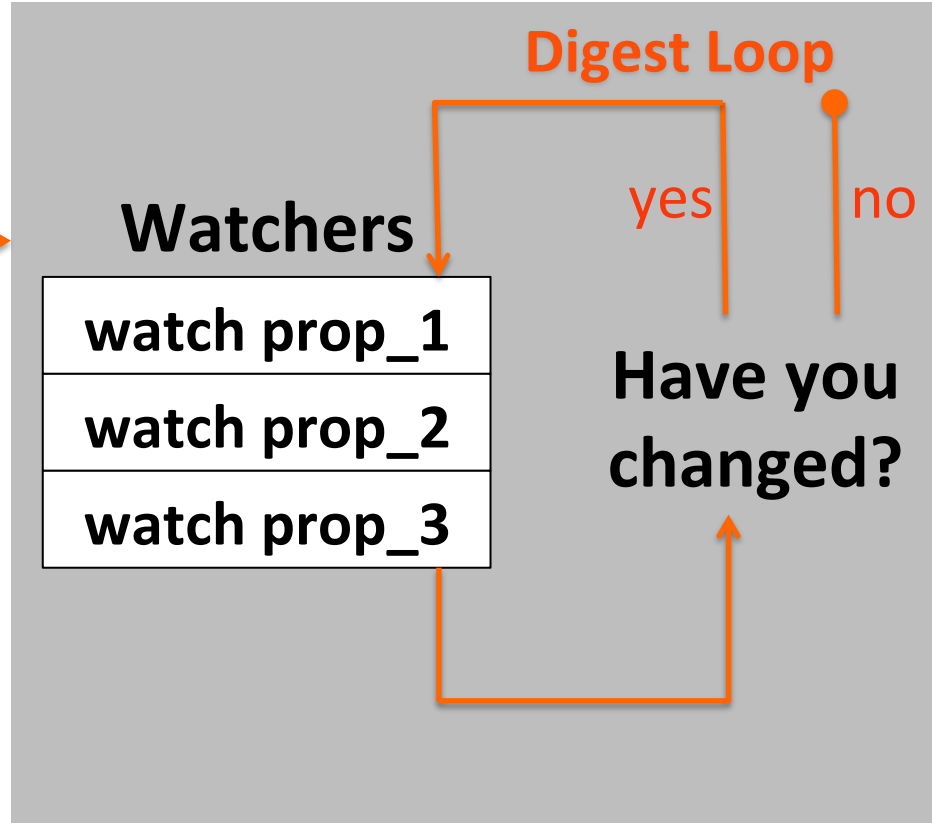 Digest Loop
yes
no
Watchers
watch prop_1
watch prop_2
watch prop_3
Have you
changed?